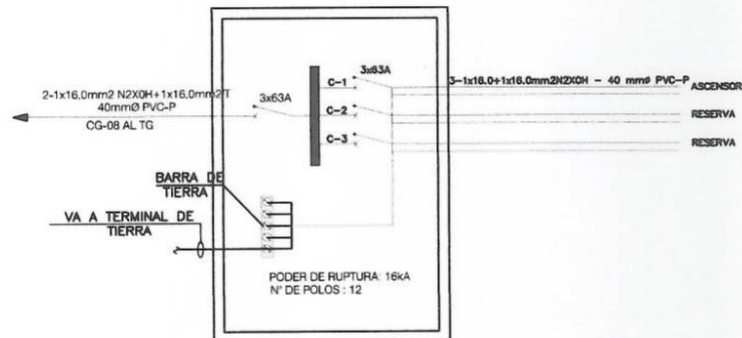 2-1x16,0mm2 N2X0H+1x16,0mm2 T
40mmØ PVC-P
CG-08 AL TG
3x63A
C-1
3x63A
3-1x16.0+1x16.0mm2N2XOH - 40 mmØ PVC-P
ASCENSOR
C-2
RESERVA
C-3
RESERVA
BARRA DE
TIERRA
VA A TERMINAL DE
TIERRA
PODER DE RUPTURA: 16kA
N° DE POLOS : 12